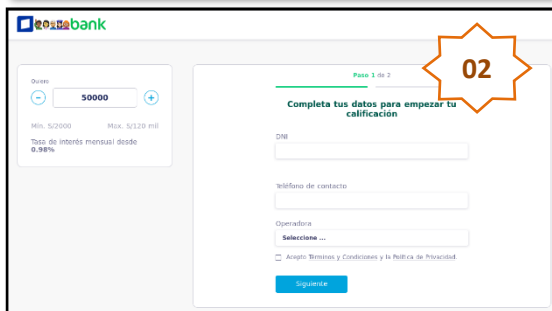 bank
02
Quiero
50000
Min. S/2000 Max. S/120 mil
Tasa de interés mensual desde
0.98%
Paso 1 de 2
Completa tus datos para empezar tu
calificación
DNI
Teléfono de contacto
Operadora
Seleccione ...
Acepto Términos y Condiciones y la Política de Privacidad.
Siguiente